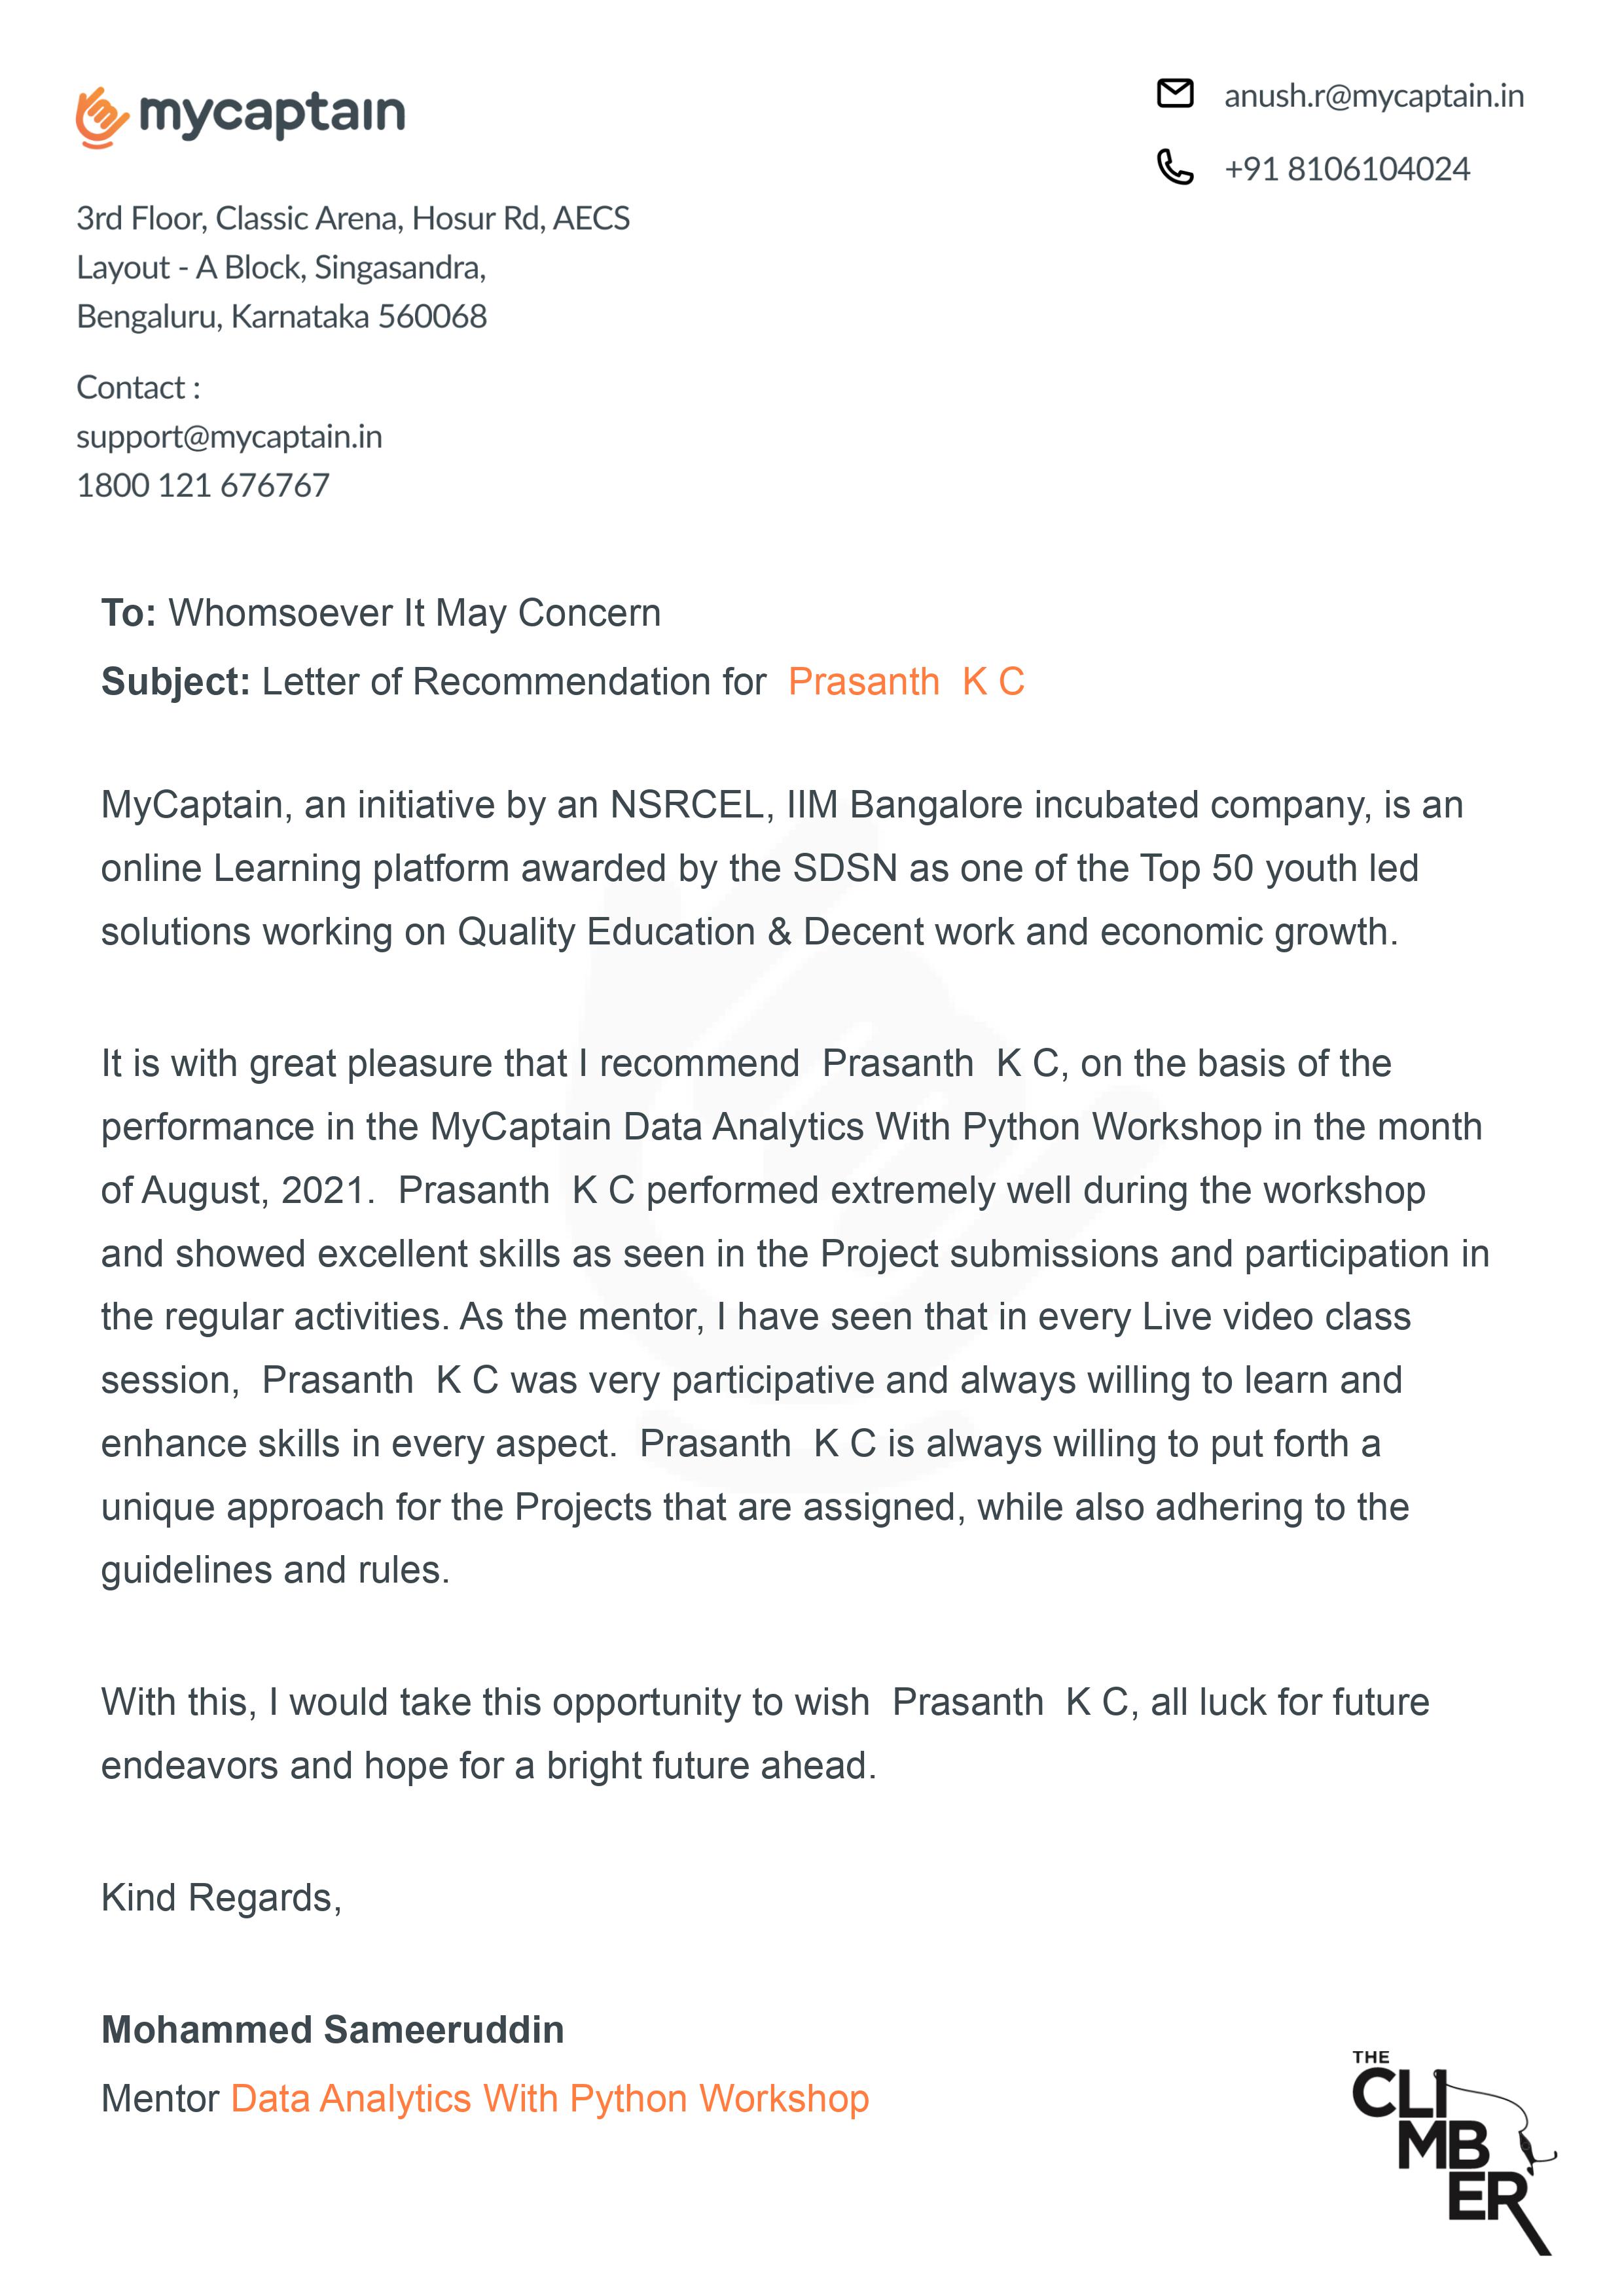 mycaptain
anush.r@mycaptain.in
+91 8106104024
3rd Floor, Classic Arena, Hosur Rd, AECS
Layout - A Block, Singasandra,
Bengaluru, Karnataka 560068
Contact :
support@mycaptain.in
1800 121 676767
To: Whomsoever It May Concern
Subject: Letter of Recommendation for Prasanth K C
MyCaptain, an initiative by an NSRCEL, IIM Bangalore incubated company, is an
online Learning platform awarded by the SDSN as one of the Top 50 youth led
solutions working on Quality Education & Decent work and economic growth.
It is with great pleasure that I recommend Prasanth K C, on the basis of the
performance in the MyCaptain Data Analytics With Python Workshop in the month
of August, 2021. Prasanth K C performed extremely well during the workshop
and showed excellent skills as seen in the Project submissions and participation in
the regular activities. As the mentor, I have seen that in every Live video class
session, Prasanth K C was very participative and always willing to learn and
enhance skills in every aspect. Prasanth K C is always willing to put forth a
unique approach for the Projects that are assigned, while also adhering to the
guidelines and rules.
With this, I would take this opportunity to wish Prasanth K C, all luck for future
endeavors and hope for a bright future ahead.
Kind Regards,
Mohammed Sameeruddin
Mentor Data Analytics With Python Workshop
THE
CLI
MB
ER